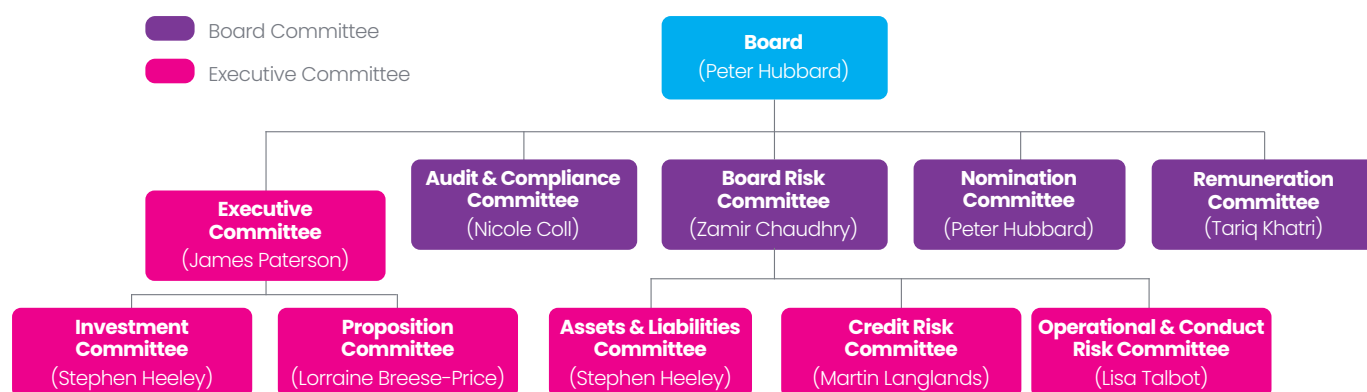 Board Committee
Executive Committee
Board
(Peter Hubbard)
Executive
Committee
(James Paterson)
Audit & Compliance
Committee
(Nicole Coll)
Board Risk
Committee
(Zamir Chaudhry)
Nomination
Committee
(Peter Hubbard)
Remuneration
Committee
(Tariq Khatri)
Investment
Committee
(Stephen Heeley)
Proposition
Committee
(Lorraine Breese-Price)
Assets & Liabilities
Committee
(Stephen Heeley)
Credit Risk
Committee
(Martin Langlands)
Operational & Conduct
Risk Committee
(Lisa Talbot)